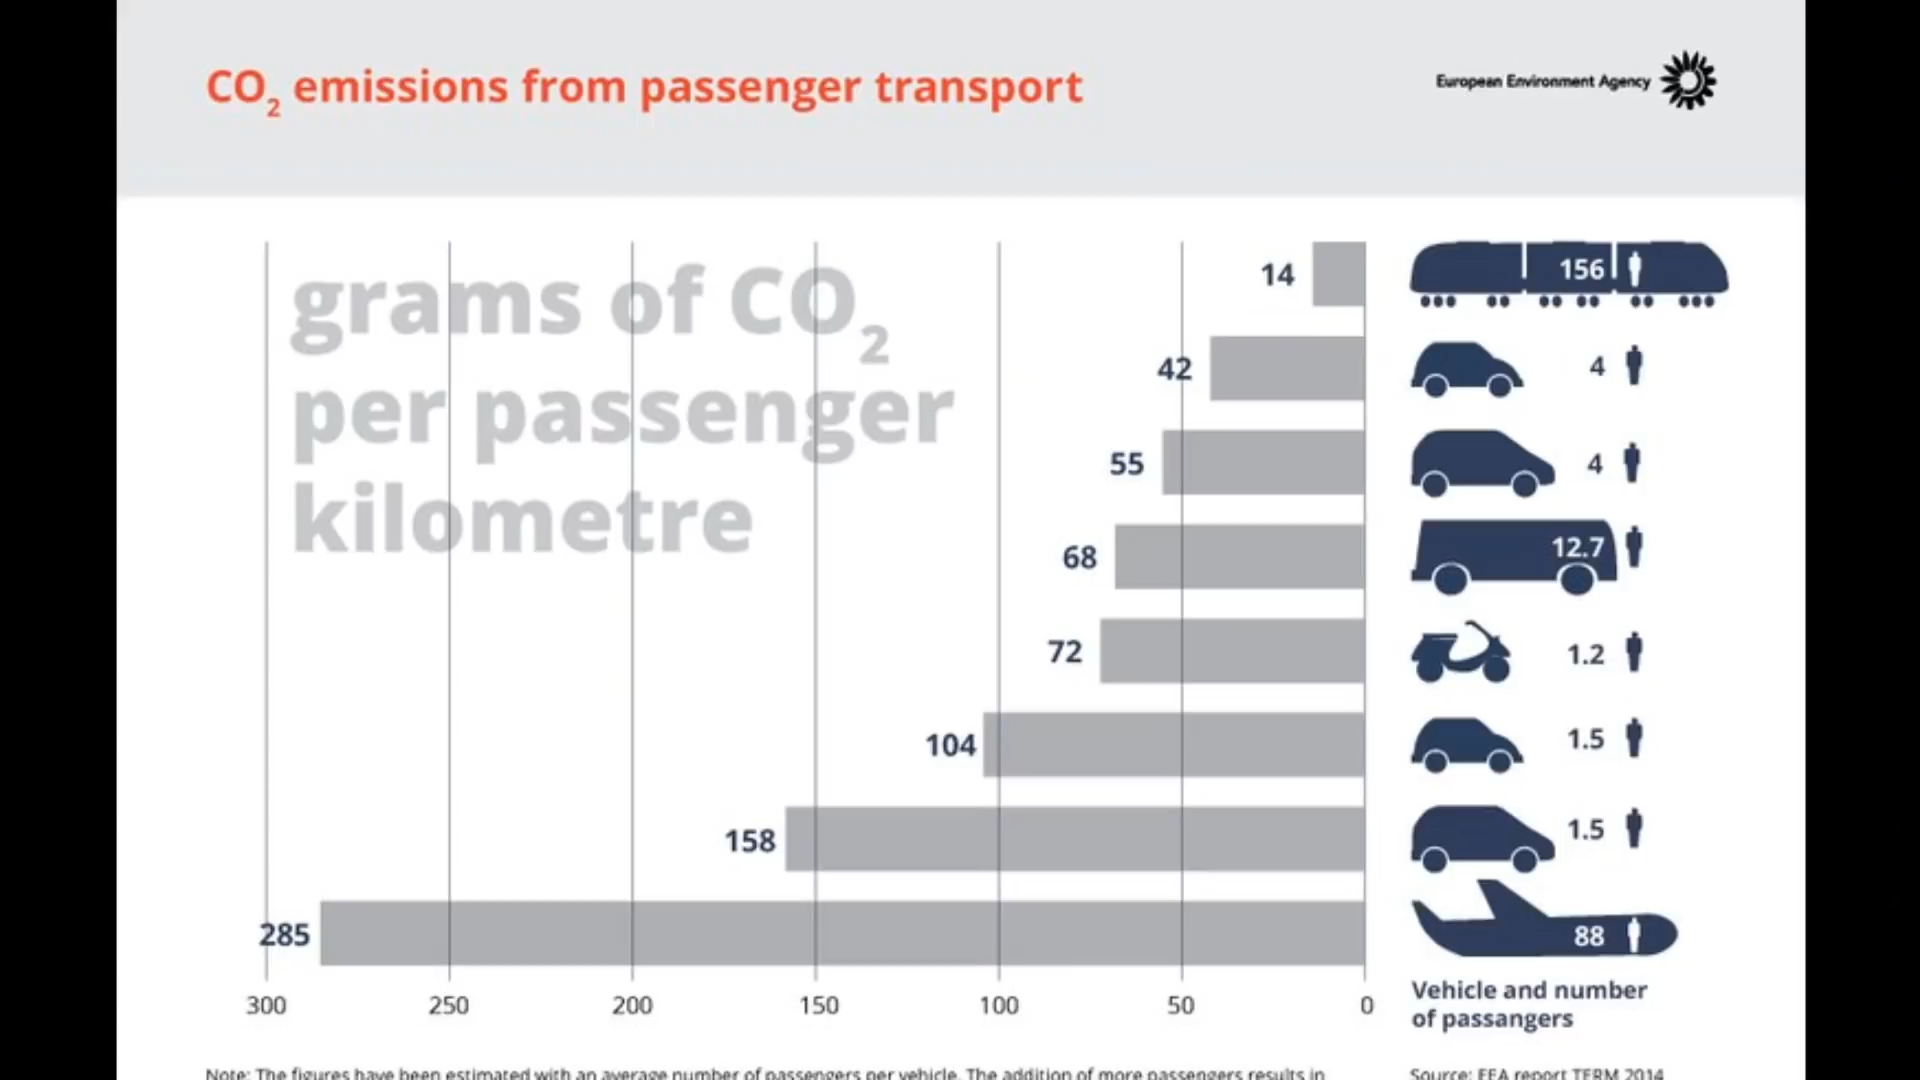 CO2 emissions from passenger transport
European Environment Agency
grams of CO2
per passenger
kilometre
14
156
42
4
55
4
68
12.7
72
1.2
104
1.5
158
1.5
285
88
300 250 200 150 100 50 0
Vehicle and number
of passangers
Note: The figures have been estimated with an average number of passengers per vehicle. The addition of more passengers results in
Source: EEA report TERM 2014